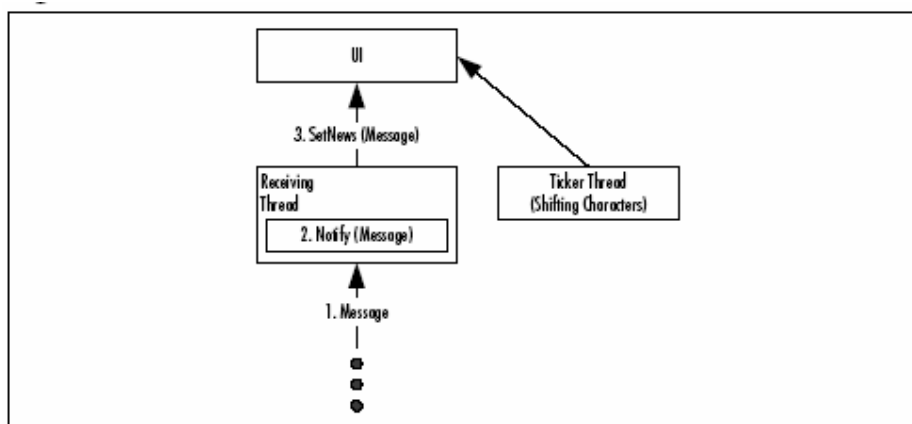 UI
3. SetNews (Message)
Receiving
Thread
2. Notify (Message)
Ticker Thread
(Shifting Characters)
1. Message